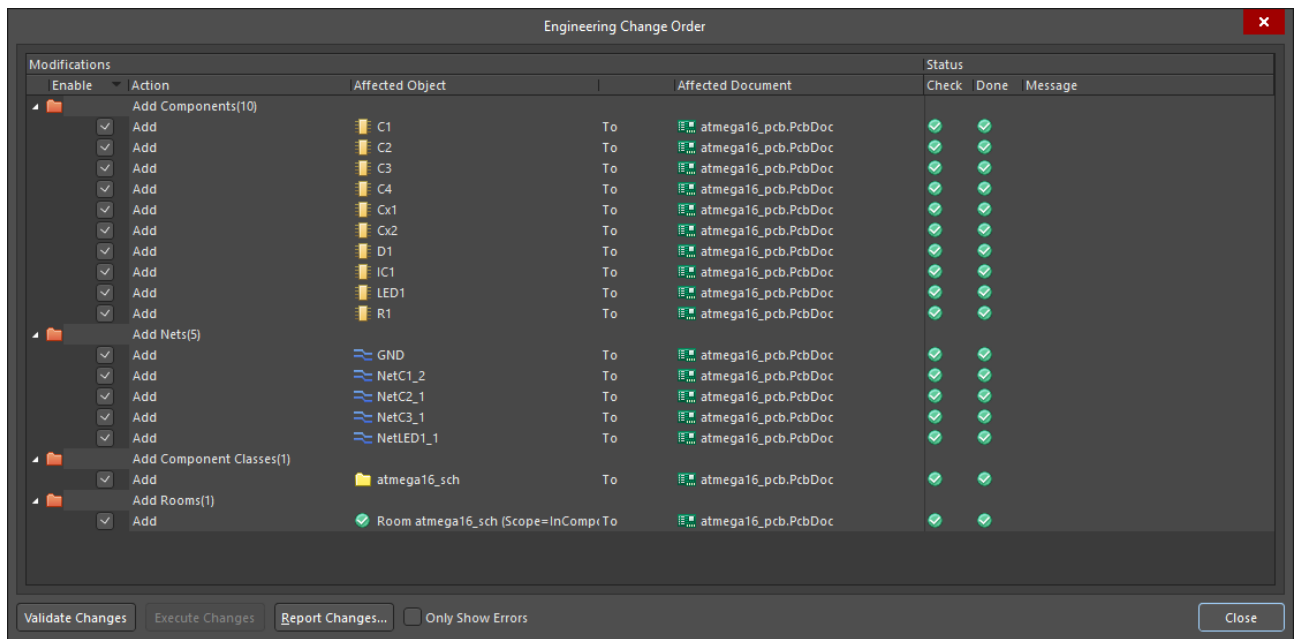 Engineering Change Order
Modifications Status
Enable Action Affected Object Affected Document Check Done Message
Add Components(10)
Add C1 To atmega16_pcb.PcbDoc
Add C2 To atmega16_pcb.PcbDoc
Add C3 To atmega16_pcb.PcbDoc
Add C4 To atmega16_pcb.PcbDoc
Add Cx1 To atmega16_pcb.PcbDoc
Add Cx2 To atmega16_pcb.PcbDoc
Add D1 To atmega16_pcb.PcbDoc
Add IC1 To atmega16_pcb.PcbDoc
Add LED1 To atmega16_pcb.PcbDoc
Add R1 To atmega16_pcb.PcbDoc
Add Nets(5)
Add GND To atmega16_pcb.PcbDoc
Add NetC1_2 To atmega16_pcb.PcbDoc
Add NetC2_1 To atmega16_pcb.PcbDoc
Add NetC3_1 To atmega16_pcb.PcbDoc
Add NetLED1_1 To atmega16_pcb.PcbDoc
Add Component Classes(1)
Add atmega16_sch To atmega16_pcb.PcbDoc
Add Rooms(1)
Add Room atmega16_sch (Scope=InCompo To atmega16_pcb.PcbDoc
Validate Changes Execute Changes Report Changes... Only Show Errors Close